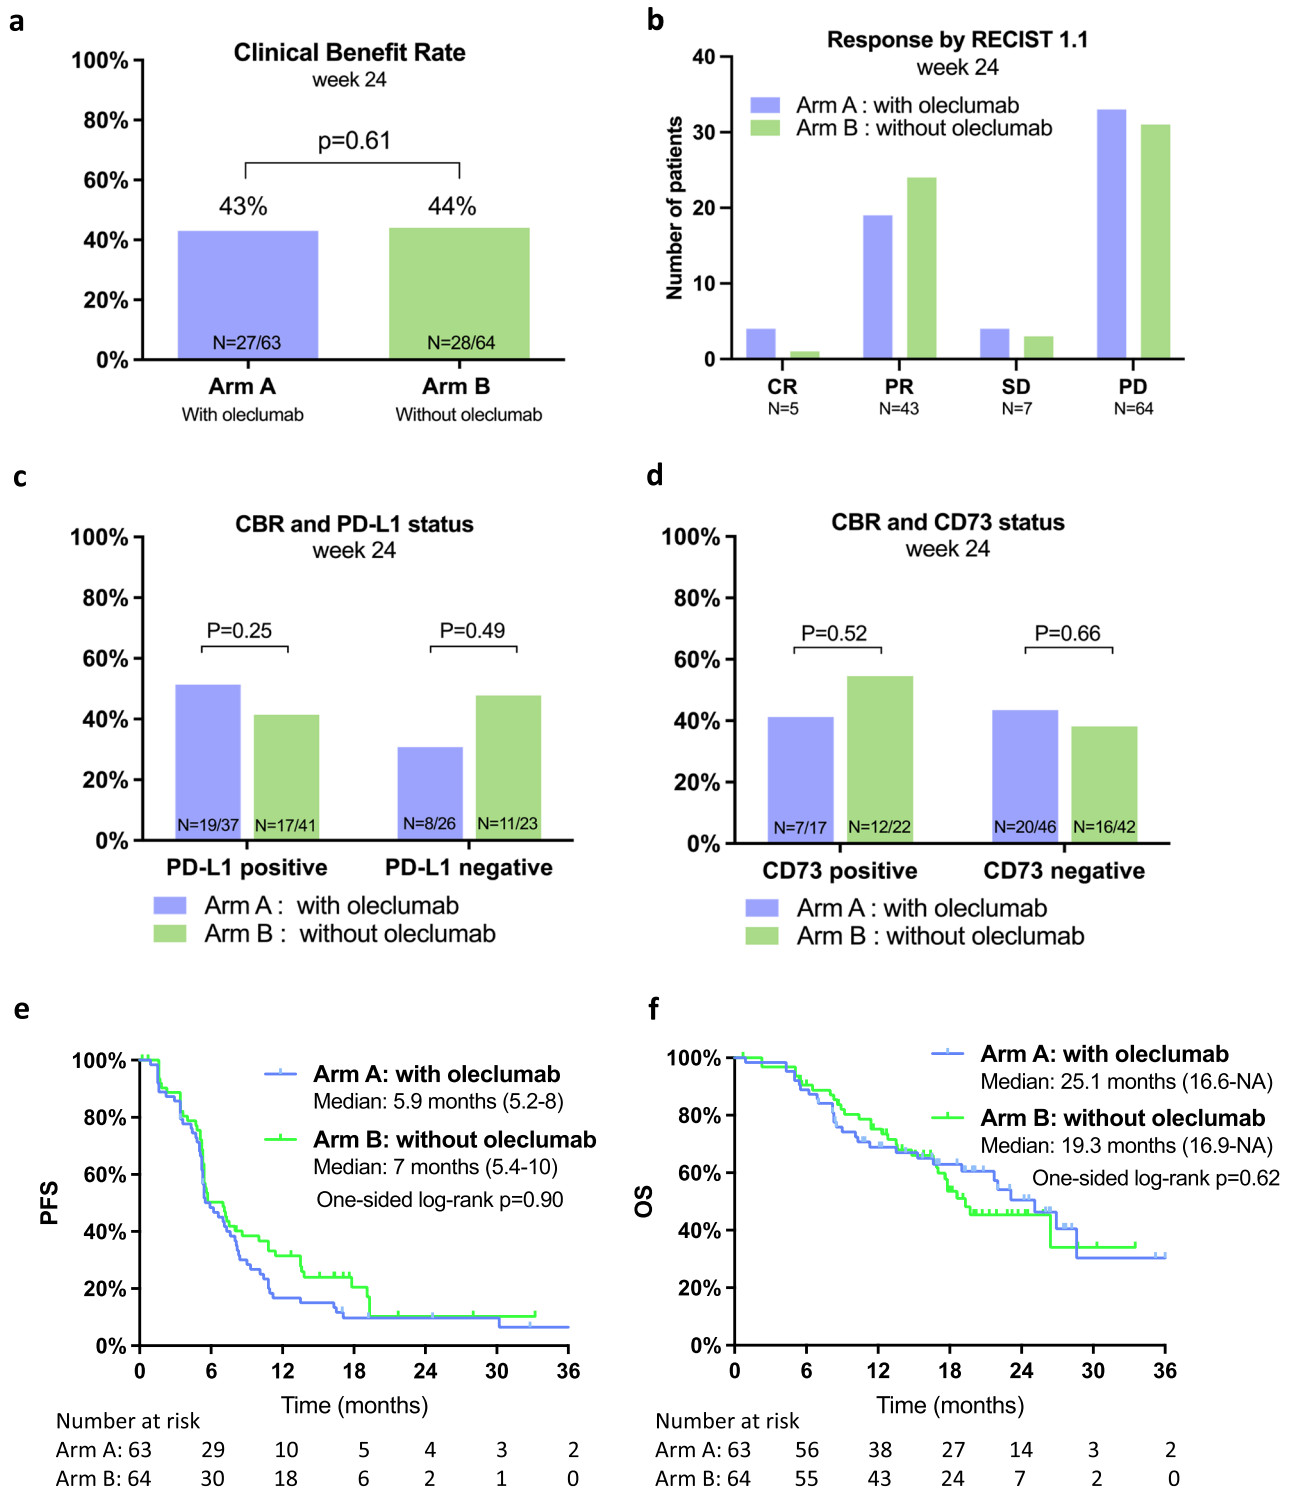 a
Clinical Benefit Rate
week 24
100%
80%
60%
40%
20%
0%
p=0.61
43%
44%
N=27/63
N=28/64
Arm A
Arm B
With oleclumab
Without oleclumab
b
Response by RECIST 1.1
week 24
Arm A : with oleclumab
Arm B : without oleclumab
Number of patients
40
30
20
10
0
CR
PR
SD
PD
N=5
N=43
N=7
N=64
c
CBR and PD-L1 status
week 24
100%
80%
60%
40%
20%
0%
P=0.25
P=0.49
N=19/37
N=17/41
N=8/26
N=11/23
PD-L1 positive
PD-L1 negative
Arm A : with oleclumab
Arm B : without oleclumab
d
CBR and CD73 status
week 24
100%
80%
60%
40%
20%
0%
P=0.52
P=0.66
N=7/17
N=12/22
N=20/46
N=16/42
CD73 positive
CD73 negative
Arm A : with oleclumab
Arm B : without oleclumab
e
PFS
100%
80%
60%
40%
20%
0%
Arm A: with oleclumab
Median: 5.9 months (5.2-8)
Arm B: without oleclumab
Median: 7 months (5.4-10)
One-sided log-rank p=0.90
0 6 12 18 24 30 36
Time (months)
Number at risk
Arm A: 63 29 10 5 4 3 2
Arm B: 64 30 18 6 2 1 0
f
OS
100%
80%
60%
40%
20%
0%
Arm A: with oleclumab
Median: 25.1 months (16.6-NA)
Arm B: without oleclumab
Median: 19.3 months (16.9-NA)
One-sided log-rank p=0.62
0 6 12 18 24 30 36
Time (months)
Number at risk
Arm A: 63 56 38 27 14 3 2
Arm B: 64 55 43 24 7 2 0